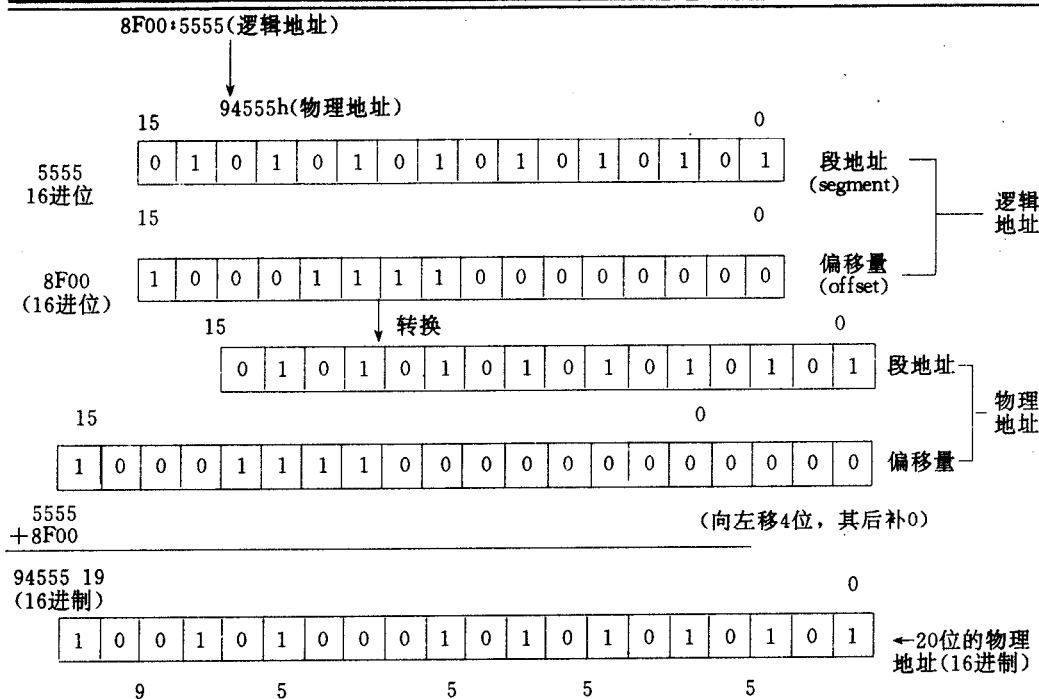 8F00:5555(逻辑地址)
94555h(物理地址)
15 0
5555
16进位
0 1 0 1 0 1 0 1 0 1 0 1 0 1 0 1
段地址
(segment)
15 0
逻辑
地址
8F00
(16进位)
1 0 0 0 1 1 1 1 0 0 0 0 0 0 0 0
偏移量
(offset)
15 转换 0
0 1 0 1 0 1 0 1 0 1 0 1 0 1 0 1 段地址
15 0
物理
地址
1 0 0 0 1 1 1 1 0 0 0 0 0 0 0 0 0 0 0 0 偏移量
5555
+8F00
(向左移4位，其后补0)
94555 19
(16进制)
0
1 0 0 1 0 1 0 0 0 1 0 1 0 1 0 1 0 1 0 1
←20位的物理
地址(16进制)
9 5 5 5 5